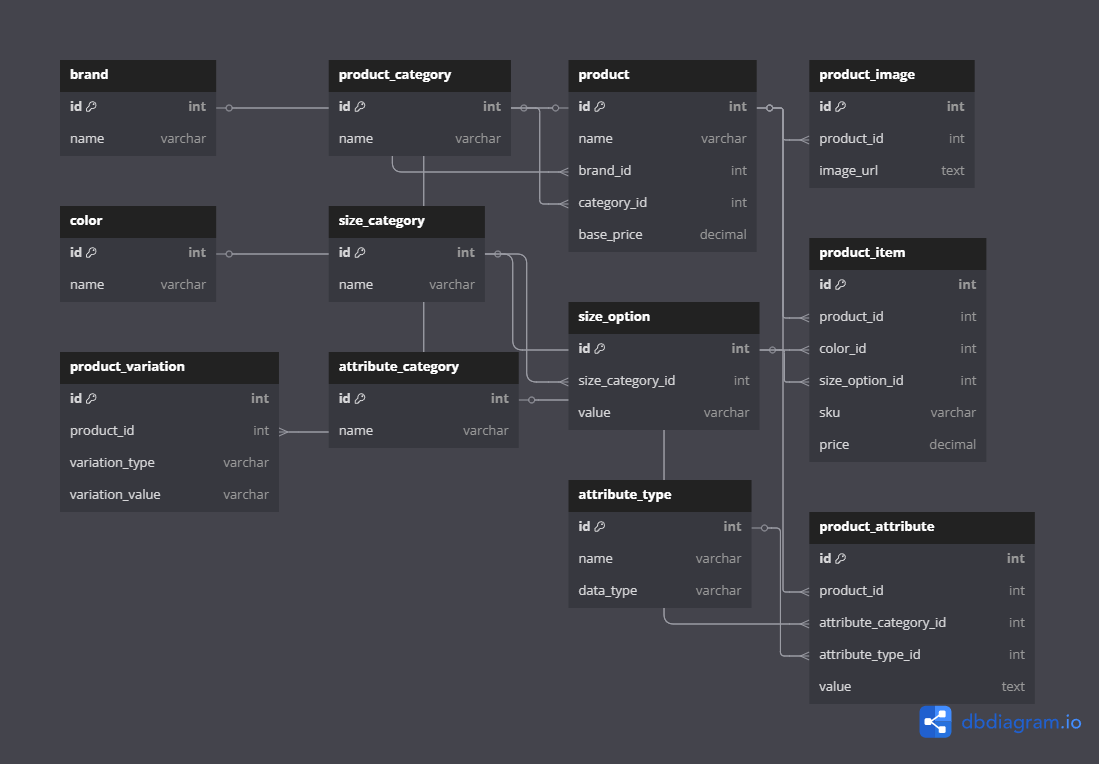 brand
id int
name varchar
product_category
id int
name varchar
product
id int
name varchar
brand_id int
category_id int
base_price decimal
product_image
id int
product_id int
image_url text
color
id int
name varchar
size_category
id int
name varchar
product_item
id int
product_id int
color_id int
size_option_id int
sku varchar
price decimal
size_option
id int
size_category_id int
value varchar
product_variation
id int
product_id int
variation_type varchar
variation_value varchar
attribute_category
id int
name varchar
attribute_type
id int
name varchar
data_type varchar
product_attribute
id int
product_id int
attribute_category_id int
attribute_type_id int
value text
dbdiagram.io